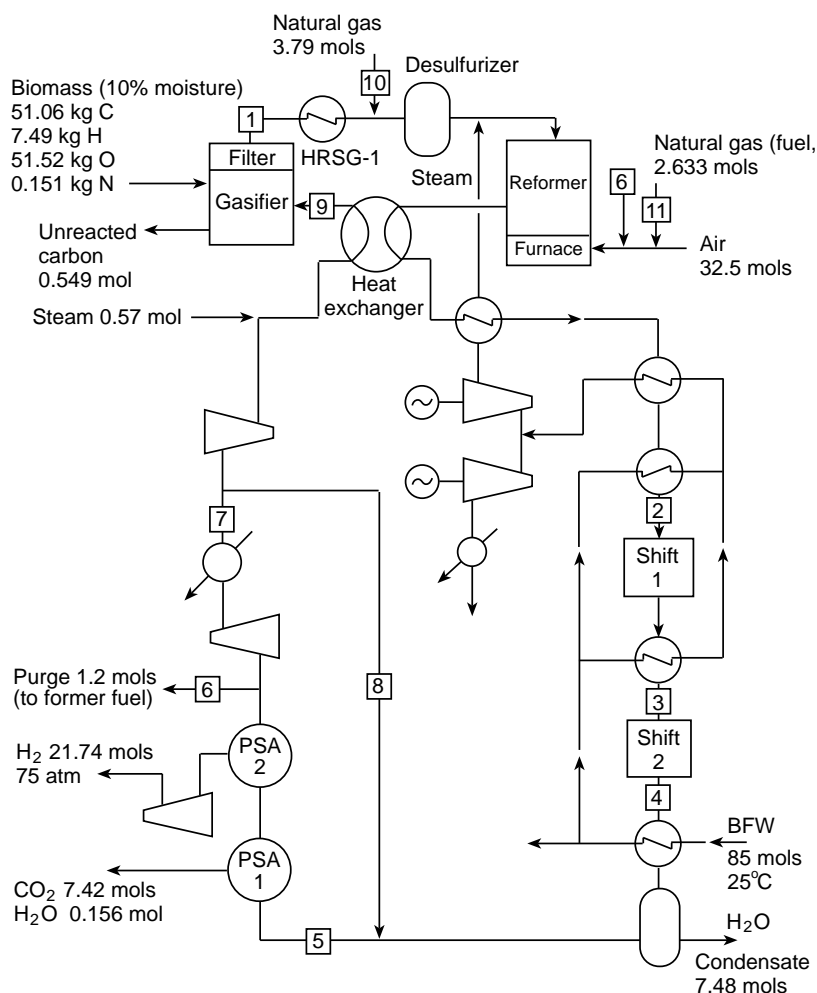 Natural gas
3.79 mols
10
Desulfurizer
Biomass (10% moisture)
51.06 kg C
7.49 kg H
51.52 kg O
0.151 kg N
1
HRSG-1
Filter
Gasifier
Steam
Reformer
Furnace
Natural gas (fuel,
2.633 mols
6
11
Air
32.5 mols
9
Unreacted
carbon
0.549 mol
Heat
exchanger
Steam 0.57 mol
7
2
Shift
1
8
3
Shift
2
4
Purge 1.2 mols
(to former fuel)
6
H2 21.74 mols
75 atm
PSA
2
BFW
85 mols
25°C
PSA
1
CO2 7.42 mols
H2O 0.156 mol
5
H2O
Condensate
7.48 mols